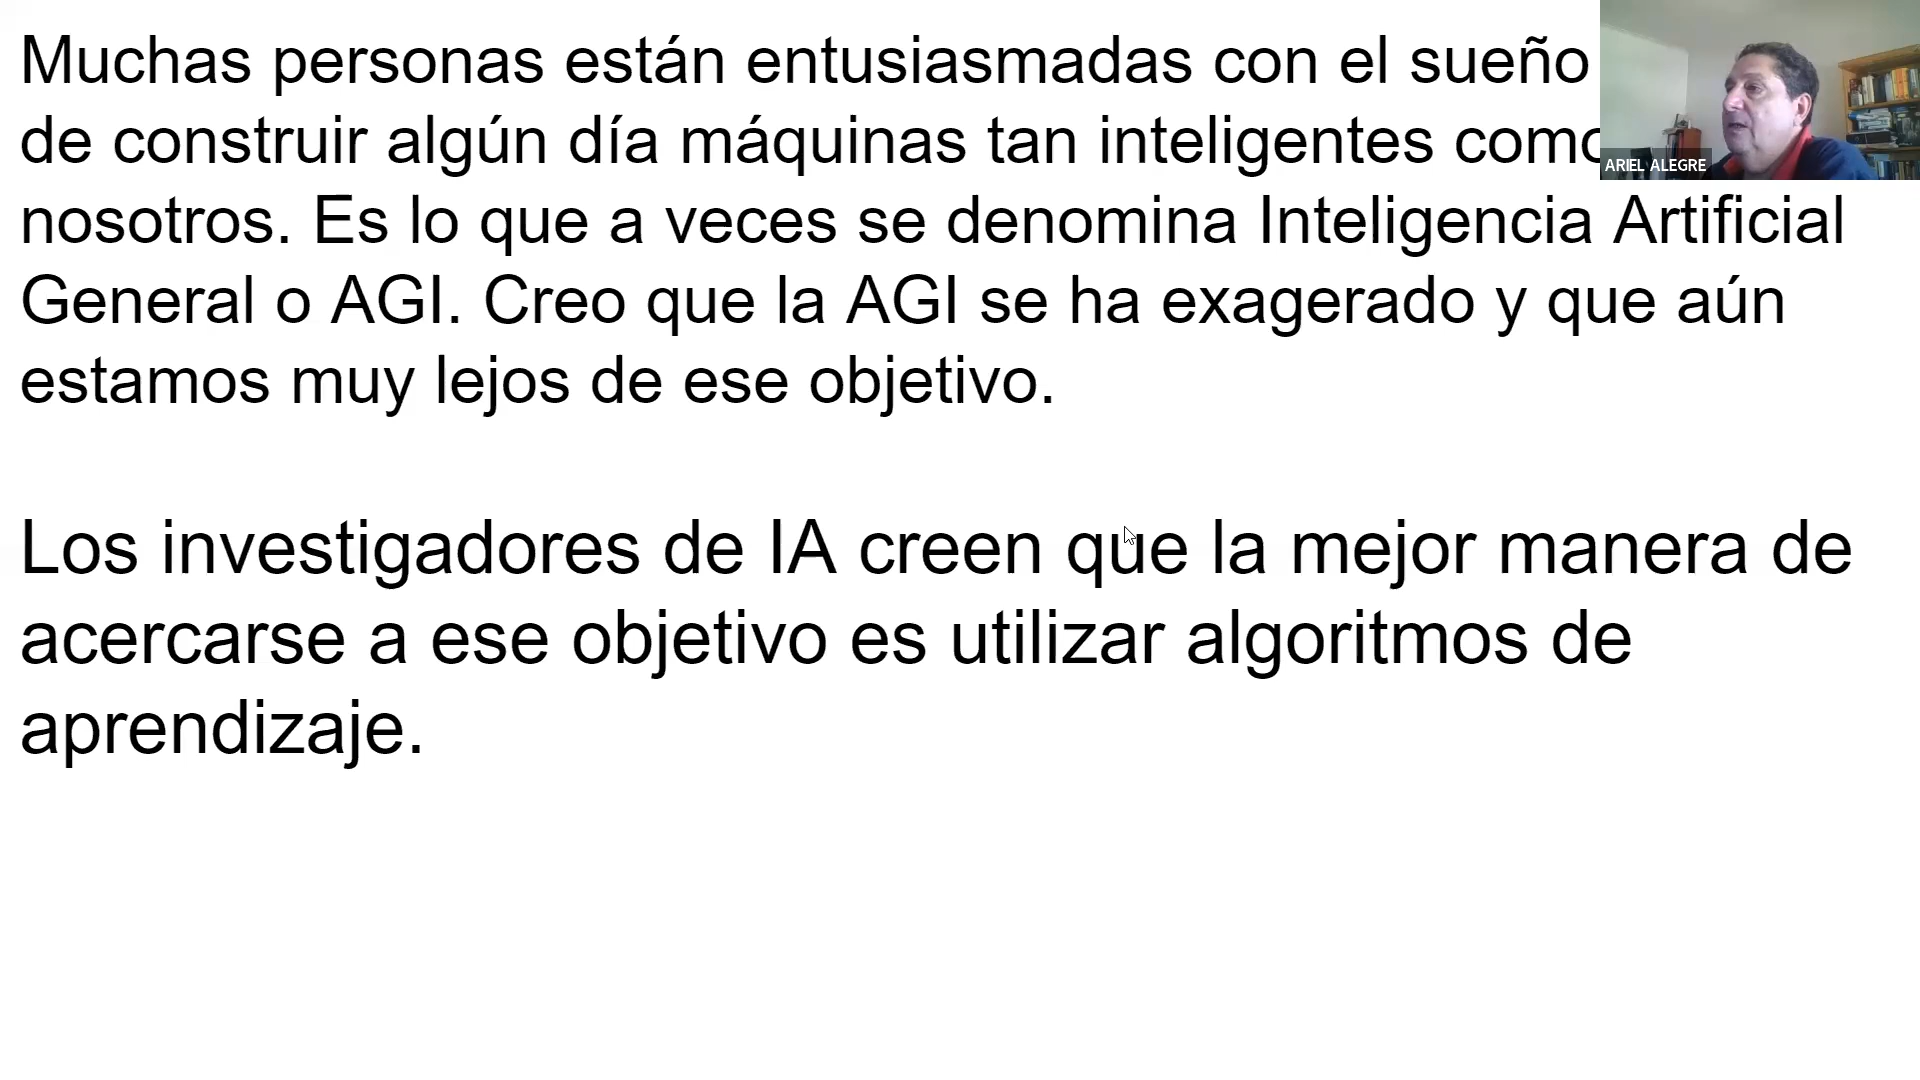 Muchas personas están entusiasmadas con el sueño
de construir algún día máquinas tan inteligentes como
nosotros. Es lo que a veces se denomina Inteligencia Artificial
General o AGI. Creo que la AGI se ha exagerado y que aún
estamos muy lejos de ese objetivo.
Los investigadores de IA creen que la mejor manera de
acercarse a ese objetivo es utilizar algoritmos de
aprendizaje.
ARIEL ALEGRE